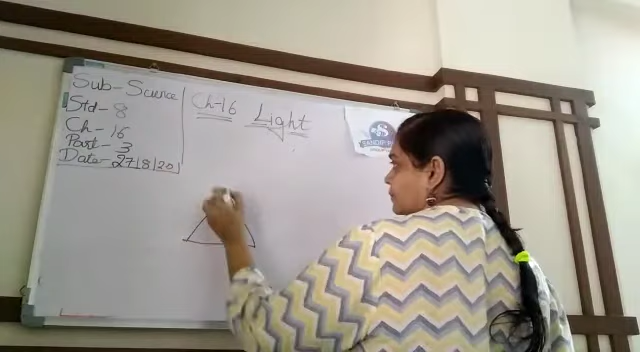 Sub- Science
Std- 8
Ch- 16
Part- 3
Date- 27/8/20
Ch-16 Light